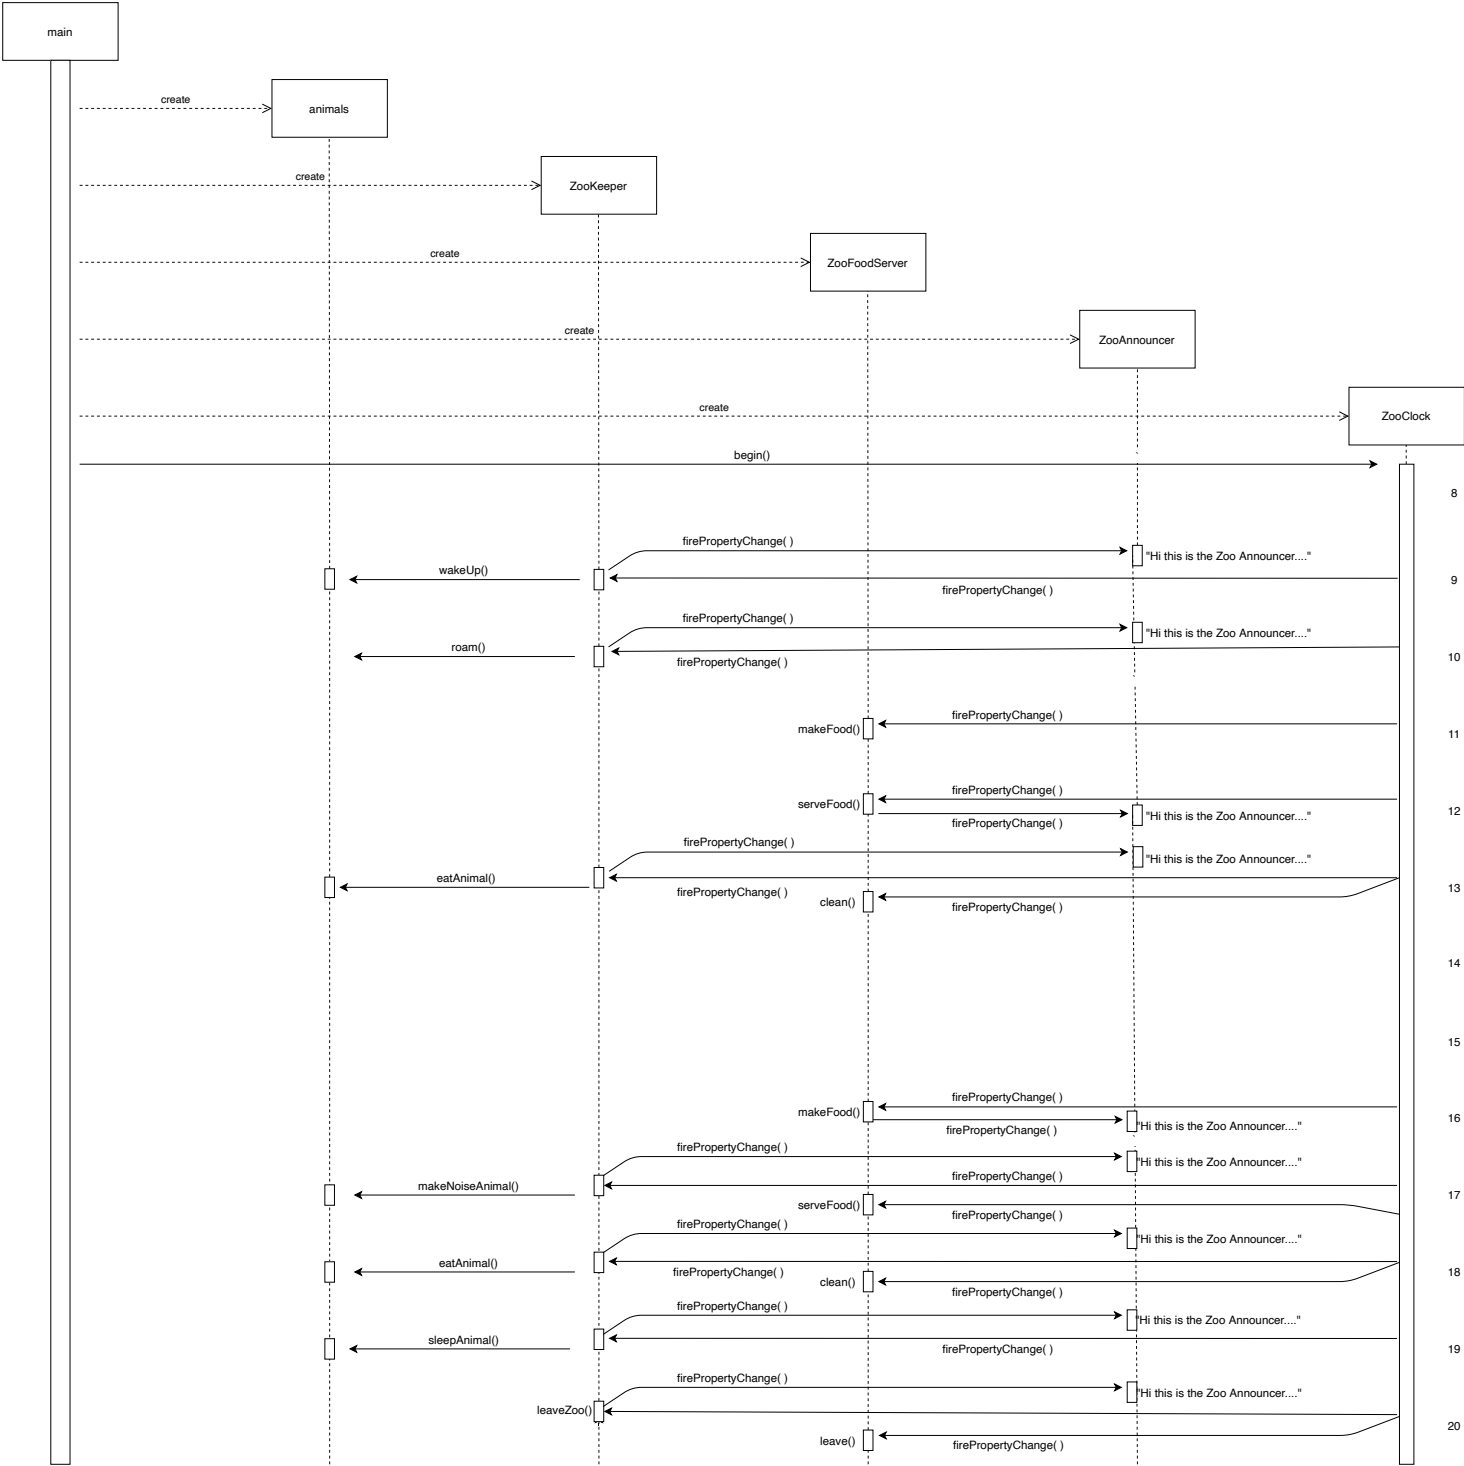 main
create
animals
create
ZooKeeper
create
ZooFoodServer
create
ZooAnnouncer
create
ZooClock
begin()
8
firePropertyChange( )
"Hi this is the Zoo Announcer...."
wakeUp()
9
firePropertyChange( )
firePropertyChange( )
"Hi this is the Zoo Announcer...."
roam()
10
firePropertyChange( )
firePropertyChange( )
makeFood()
11
firePropertyChange( )
serveFood()
12
firePropertyChange( )
"Hi this is the Zoo Announcer...."
firePropertyChange( )
"Hi this is the Zoo Announcer...."
eatAnimal()
13
firePropertyChange( )
clean()
firePropertyChange( )
14
15
firePropertyChange( )
makeFood()
16
firePropertyChange( )
"Hi this is the Zoo Announcer...."
firePropertyChange( )
"Hi this is the Zoo Announcer...."
firePropertyChange( )
makeNoiseAnimal()
17
serveFood()
firePropertyChange( )
firePropertyChange( )
"Hi this is the Zoo Announcer...."
eatAnimal()
18
firePropertyChange( )
clean()
firePropertyChange( )
firePropertyChange( )
"Hi this is the Zoo Announcer...."
sleepAnimal()
19
firePropertyChange( )
firePropertyChange( )
"Hi this is the Zoo Announcer...."
leaveZoo()
20
leave()
firePropertyChange( )